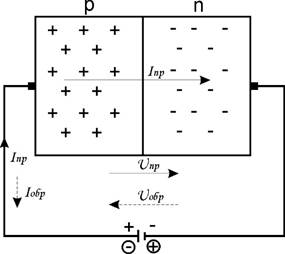 p n
+ + + - - -
+ + - -
+ + + - - -
+ + - -
+ + + - - -
+ + - -
Iпр
Uпр
Iпр
Iобр Uобр
+ -
⊖ ⊕